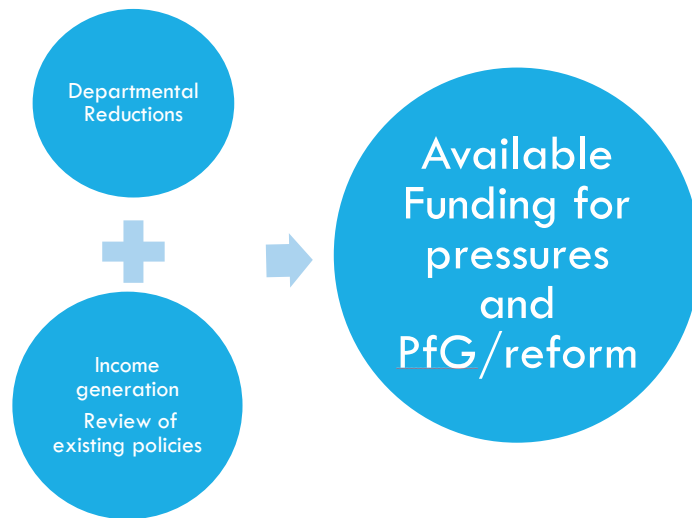 Departmental
Reductions
Income
generation
Review of
existing policies
Available
Funding for
pressures
and
PfG/reform